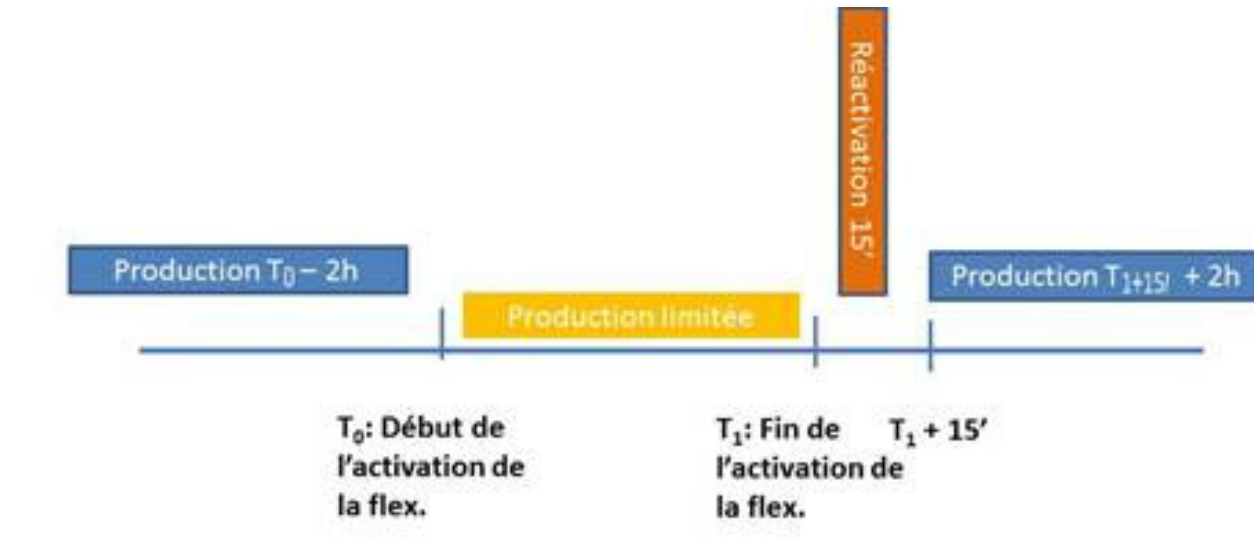 Réactivation 15'
Production T₀ – 2h
Production T₁₊₁₅ₗ + 2h
Production limitée
T₀: Début de
l'activation de
la flex.
T₁: Fin de
l'activation de
la flex.
T₁ + 15'